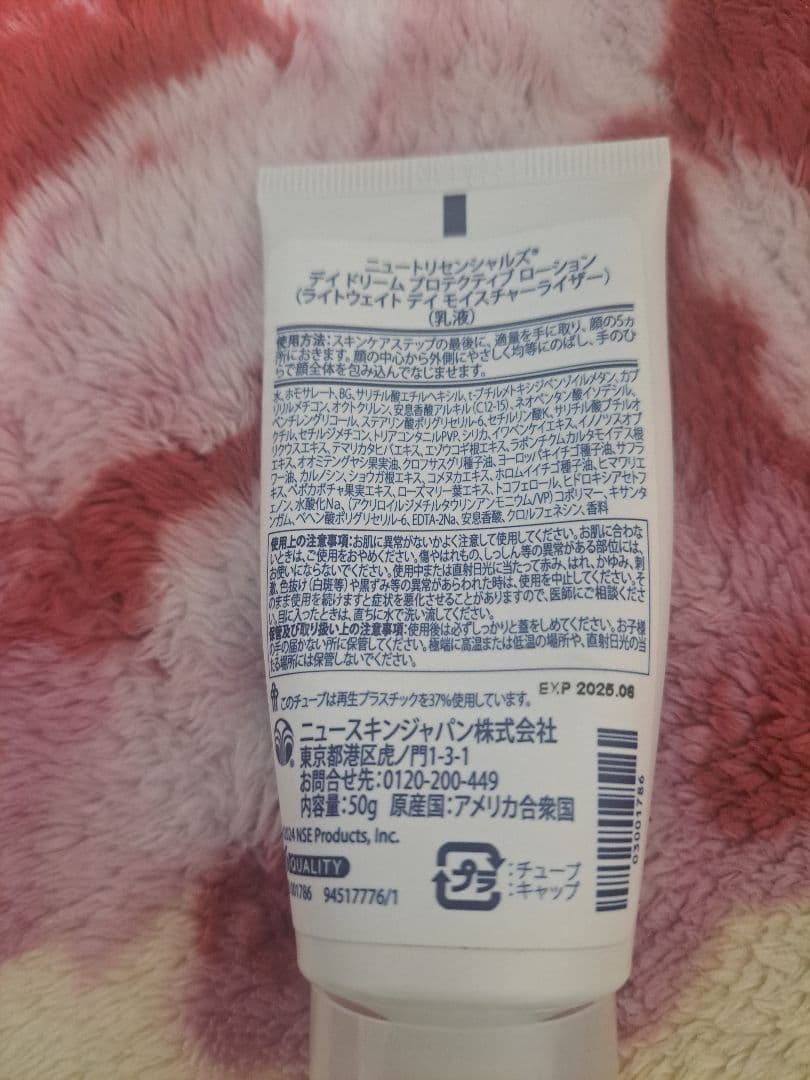 ニュートリセンシャルズ®
デイ ドリーム プロテクティブ ローション
（ライトウェイト デイ モイスチャーライザー）
（乳液）
使用方法：スキンケアステップの最後に、適量を手に取り、顔の5カ
所におきます。顔の中心から外側にやさしく均等にのばし、手のひ
らで顔全体を包み込んでなじませます。
水、ホモサレート、BG、サリチル酸エチルヘキシル、t-ブチルメトキシジベンゾイルメタン、カプ
リリルメチコン、オクトクリレン、安息香酸アルキル（C12-15）、ネオペンタン酸イソデシル、
ペンチレングリコール、ステアリン酸ポリグリセリル-6、セチルリン酸K、サリチル酸ブチルオ
クチル、セチルジメチコン、トリアコンタニルPVP、シリカ、イワベンケイエキス、イノノツスオブ
リクウスエキス、デマリカタヒバエキス、エゾウコギ根エキス、ラポンチクムカルタモイデス根
エキス、オオミテングヤシ果実油、クロフサスグリ種子油、ヨーロッパキイチゴ種子油、サフラ
ワー油、カルノシン、ショウガ根エキス、コメヌカエキス、ホロムイイチゴ種子油、ヒマワリエ
キス、ペポカボチャ果実エキス、ローズマリー葉エキス、トコフェロール、ヒドロキシアセトフ
ェノン、水酸化Na、（アクリロイルジメチルタウリンアンモニウム/VP）コポリマー、キサンタ
ンガム、ベヘン酸ポリグリセリル-6、EDTA-2Na、安息香酸、クロルフェネシン、香料
使用上の注意事項：お肌に異常がないかよく注意して使用してください。お肌に合わな
いときは、ご使用をおやめください。傷やはれもの、しっしん等の異常がある部位には、
お使いにならないでください。使用中または直射日光に当たって赤み、はれ、かゆみ、刺
激、色抜け（白斑等）や黒ずみ等の異常があらわれた時は、使用を中止してください。そ
のまま使用を続けますと症状を悪化させることがありますので、医師にご相談くださ
い。目に入ったときは、直ちに水で洗い流してください。
保管及び取り扱い上の注意事項：使用後は必ずしっかりと蓋をしめてください。お子様
の手の届かない所に保管してください。極端に高温または低温の場所や、直射日光の当
たる場所には保管しないでください。
EXP 2025.06
このチューブは再生プラスチックを37%使用しています。
ニュースキンジャパン株式会社
東京都港区虎ノ門1-3-1
お問合せ先：0120-200-449
内容量：50g 原産国：アメリカ合衆国
2024 NSE Products, Inc.
QUALITY
001786 94517776/1
プラ
：チューブ
：キャップ
03001786